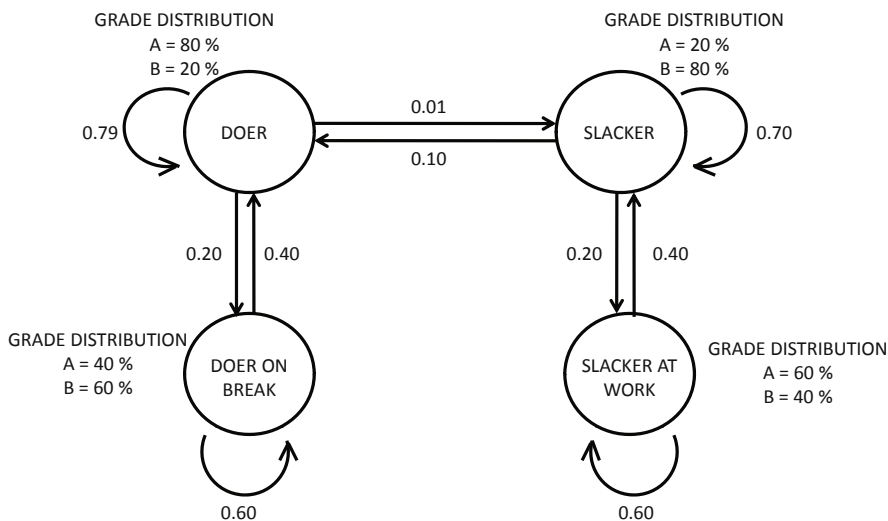 GRADE DISTRIBUTION
A = 80 %
B = 20 %
GRADE DISTRIBUTION
A = 20 %
B = 80 %
0.79
DOER
0.01
0.10
SLACKER
0.70
0.20
0.40
0.20
0.40
GRADE DISTRIBUTION
A = 40 %
B = 60 %
DOER ON
BREAK
SLACKER AT
WORK
GRADE DISTRIBUTION
A = 60 %
B = 40 %
0.60
0.60